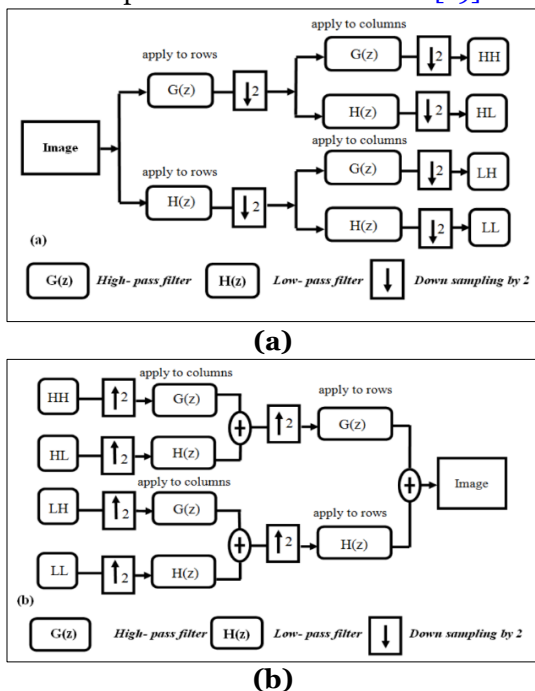 apply to columns
apply to rows
G(z) ↓2 HH
G(z) ↓2
H(z) ↓2 HL
Image
apply to rows
apply to columns
G(z) ↓2 LH
H(z) ↓2
H(z) ↓2 LL
(a)
G(z) High- pass filter H(z) Low- pass filter ↓ Down sampling by 2
(a)
apply to columns
HH ↑2 G(z)
apply to rows
+ ↑2 G(z)
HL ↑2 H(z)
apply to columns
+ Image
LH ↑2 G(z)
apply to rows
+ ↑2 H(z)
LL ↑2 H(z)
(b)
G(z) High- pass filter H(z) Low- pass filter ↓ Down sampling by 2
(b)